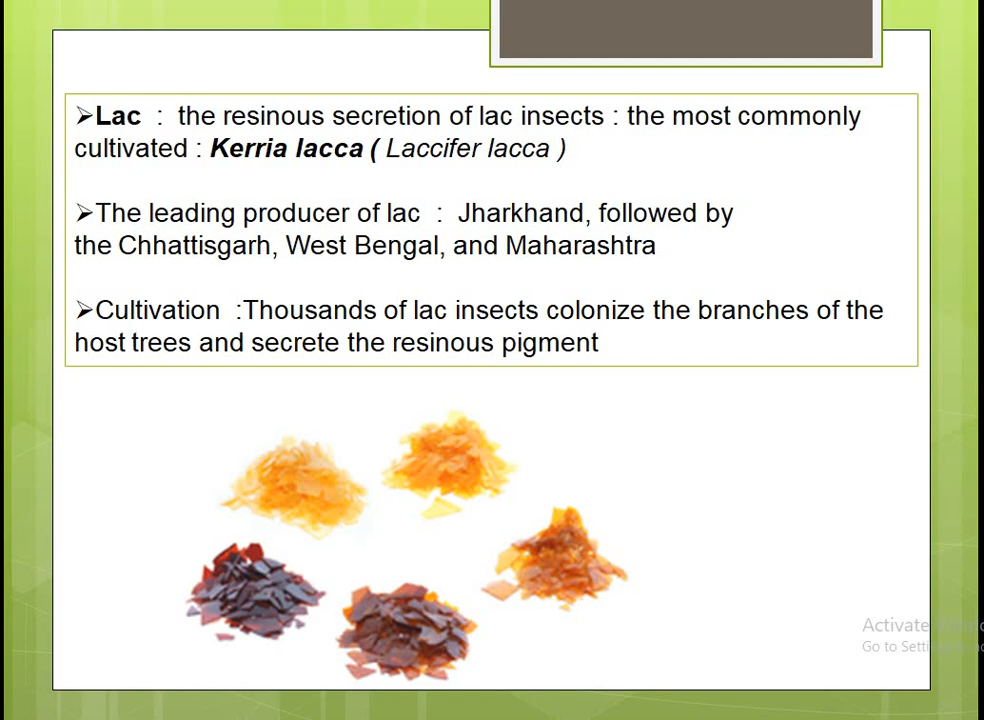 ➢Lac : the resinous secretion of lac insects : the most commonly
cultivated : Kerria lacca ( Laccifer lacca )
➢The leading producer of lac : Jharkhand, followed by
the Chhattisgarh, West Bengal, and Maharashtra
➢Cultivation :Thousands of lac insects colonize the branches of the
host trees and secrete the resinous pigment
Activate
Go to